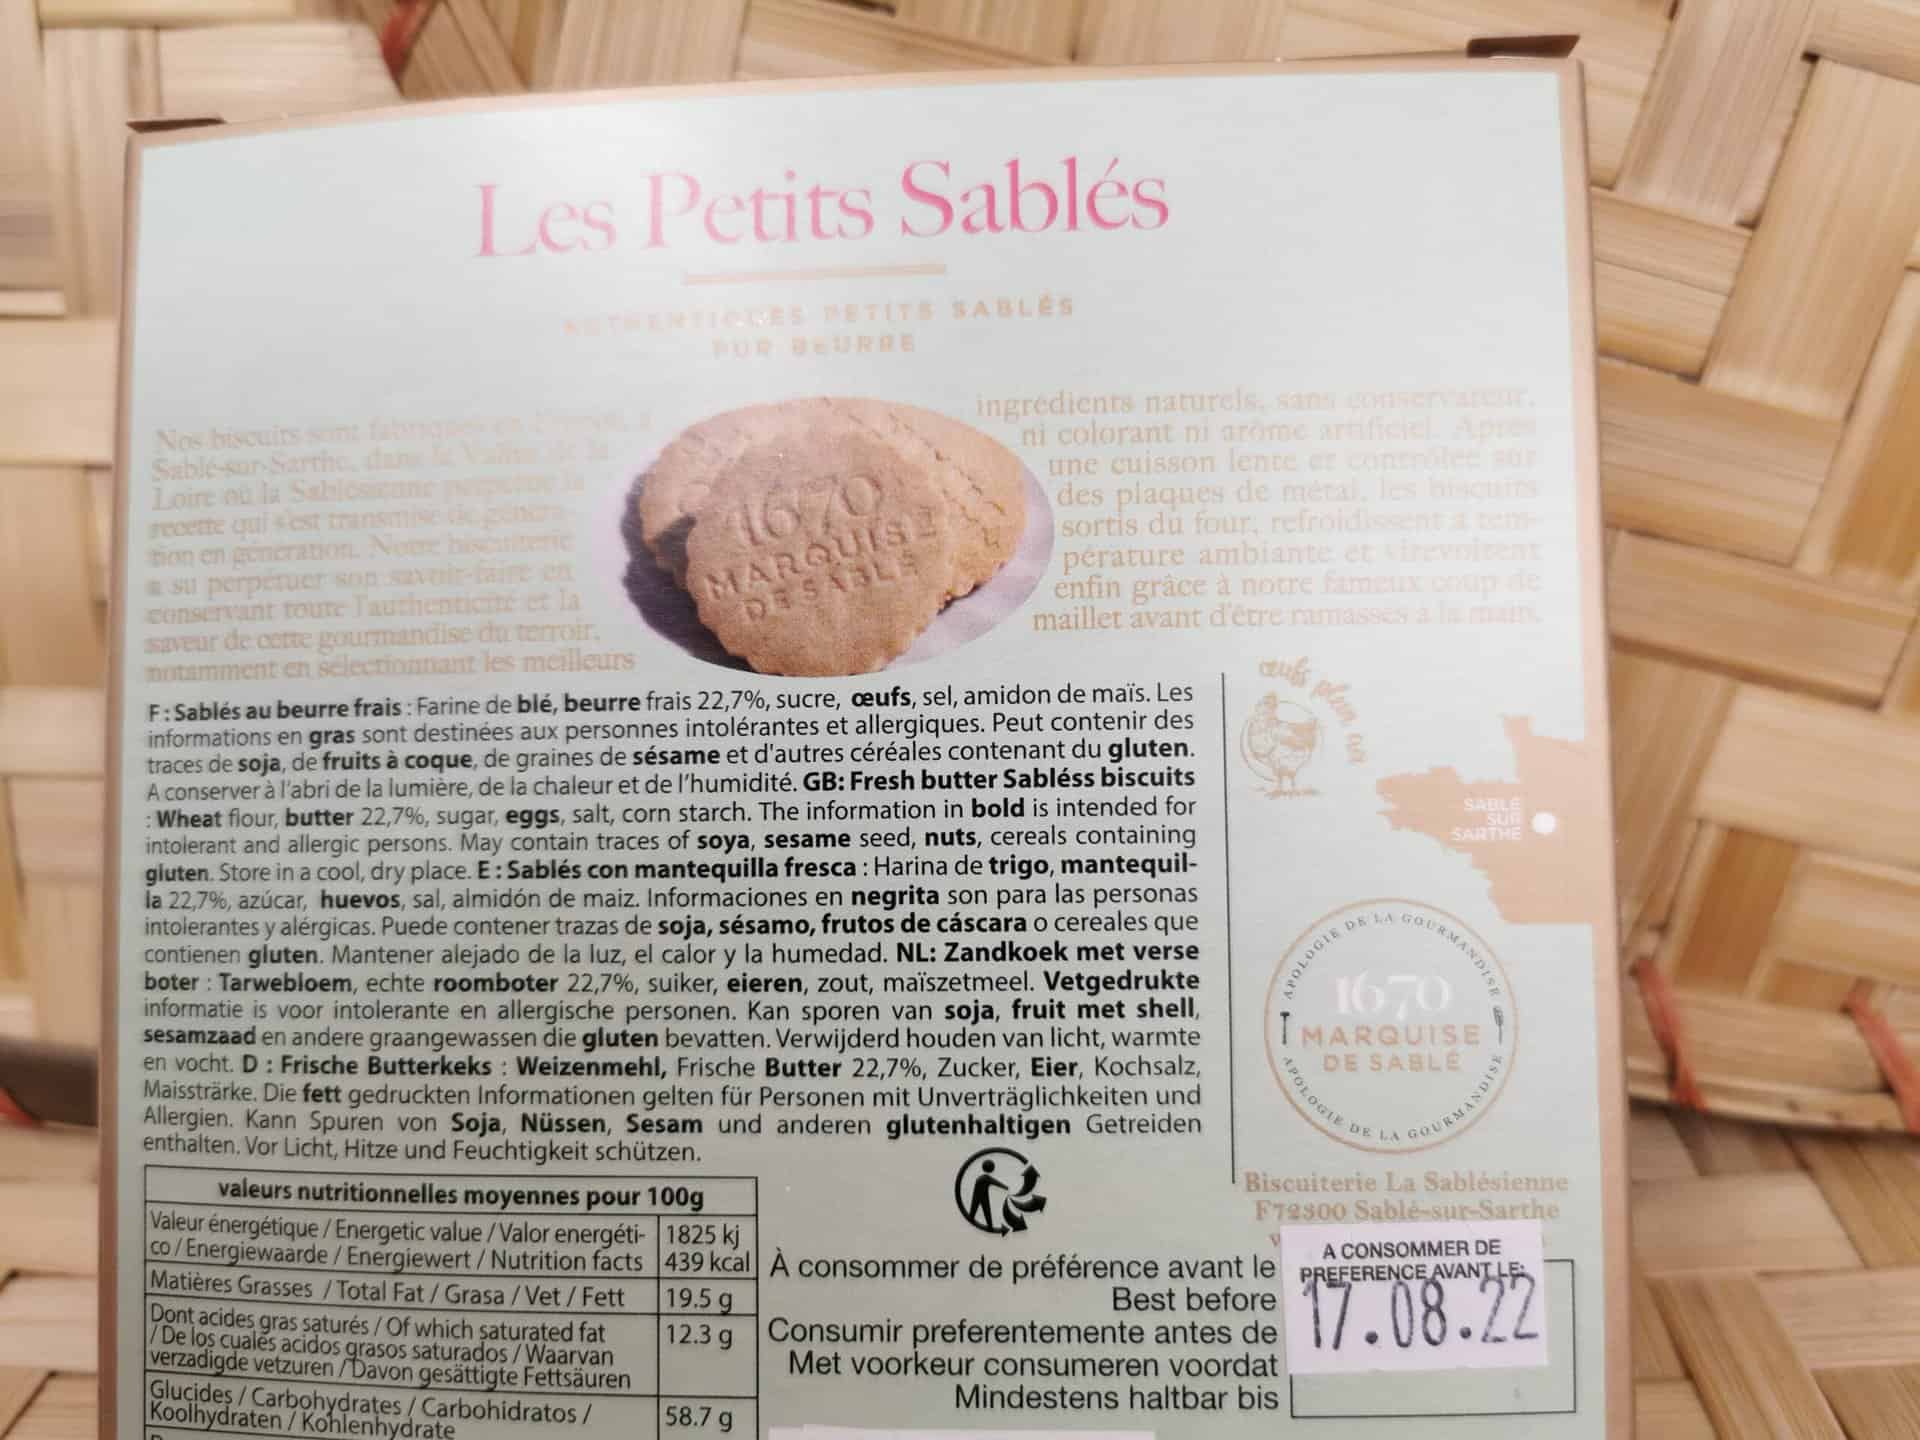 Les Petits Sablés
AUTHENTIQUES PETITS SABLÉS
PUR BEURRE
Nos biscuits sont fabriqués en France, à
Sablé-sur-Sarthe, dans la Vallée de la
Loire où la Sablésienne perpétue la
recette qui s'est transmise de généra-
tion en génération. Notre biscuiterie
a su perpétuer son savoir-faire en
conservant toute l'authenticité et la
saveur de cette gourmandise du terroir,
notamment en sélectionnant les meilleurs
1670
MARQUISE
DE SABLÉ
ingrédients naturels, sans conservateur,
ni colorant ni arôme artificiel. Après
une cuisson lente et contrôlée sur
des plaques de métal, les biscuits
sortis du four, refroidissent à tem-
pérature ambiante et virevoltent
enfin grâce à notre fameux coup de
maillet avant d'être ramassés à la main.
F : Sablés au beurre frais : Farine de blé, beurre frais 22,7%, sucre, œufs, sel, amidon de maïs. Les
informations en gras sont destinées aux personnes intolérantes et allergiques. Peut contenir des
traces de soja, de fruits à coque, de graines de sésame et d'autres céréales contenant du gluten.
A conserver à l'abri de la lumière, de la chaleur et de l'humidité. GB: Fresh butter Sabléss biscuits
: Wheat flour, butter 22,7%, sugar, eggs, salt, corn starch. The information in bold is intended for
intolerant and allergic persons. May contain traces of soya, sesame seed, nuts, cereals containing
gluten. Store in a cool, dry place. E : Sablés con mantequilla fresca : Harina de trigo, mantequil-
la 22,7%, azúcar, huevos, sal, almidón de maiz. Informaciones en negrita son para las personas
intolerantes y alérgicas. Puede contener trazas de soja, sésamo, frutos de cáscara o cereales que
contienen gluten. Mantener alejado de la luz, el calor y la humedad. NL: Zandkoek met verse
boter : Tarwebloem, echte roomboter 22,7%, suiker, eieren, zout, maïszetmeel. Vetgedrukte
informatie is voor intolerante en allergische personen. Kan sporen van soja, fruit met shell,
sesamzaad en andere graangewassen die gluten bevatten. Verwijderd houden van licht, warmte
en vocht. D : Frische Butterkeks : Weizenmehl, Frische Butter 22,7%, Zucker, Eier, Kochsalz,
Maissträrke. Die fett gedruckten Informationen gelten für Personen mit Unverträglichkeiten und
Allergien. Kann Spuren von Soja, Nüssen, Sesam und anderen glutenhaltigen Getreiden
enthalten. Vor Licht, Hitze und Feuchtigkeit schützen.
œufs plein air
SABLÉ
SUR
SARTHE
APOLOGIE DE LA GOURMANDISE
1670
MARQUISE
DE SABLÉ
APOLOGIE DE LA GOURMANDISE
Biscuiterie La Sablésienne
F72300 Sablé-sur-Sarthe
valeurs nutritionnelles moyennes pour 100g
Valeur énergétique / Energetic value / Valor energéti- 1825 kj
co / Energiewaarde / Energiewert / Nutrition facts 439 kcal
Matières Grasses / Total Fat / Grasa / Vet / Fett 19.5 g
Dont acides gras saturés / Of which saturated fat 12.3 g
/ De los cuales acidos grasos saturados / Waarvan
verzadigde vetzuren / Davon gesättigte Fettsäuren
Glucides / Carbohydrates / Carbohidratos / 58.7 g
Koolhydraten / Kohlenhydrate
À consommer de préférence avant le
Best before
Consumir preferentemente antes de
Met voorkeur consumeren voordat
Mindestens haltbar bis
A CONSOMMER DE
PREFERENCE AVANT LE:
17.08.22